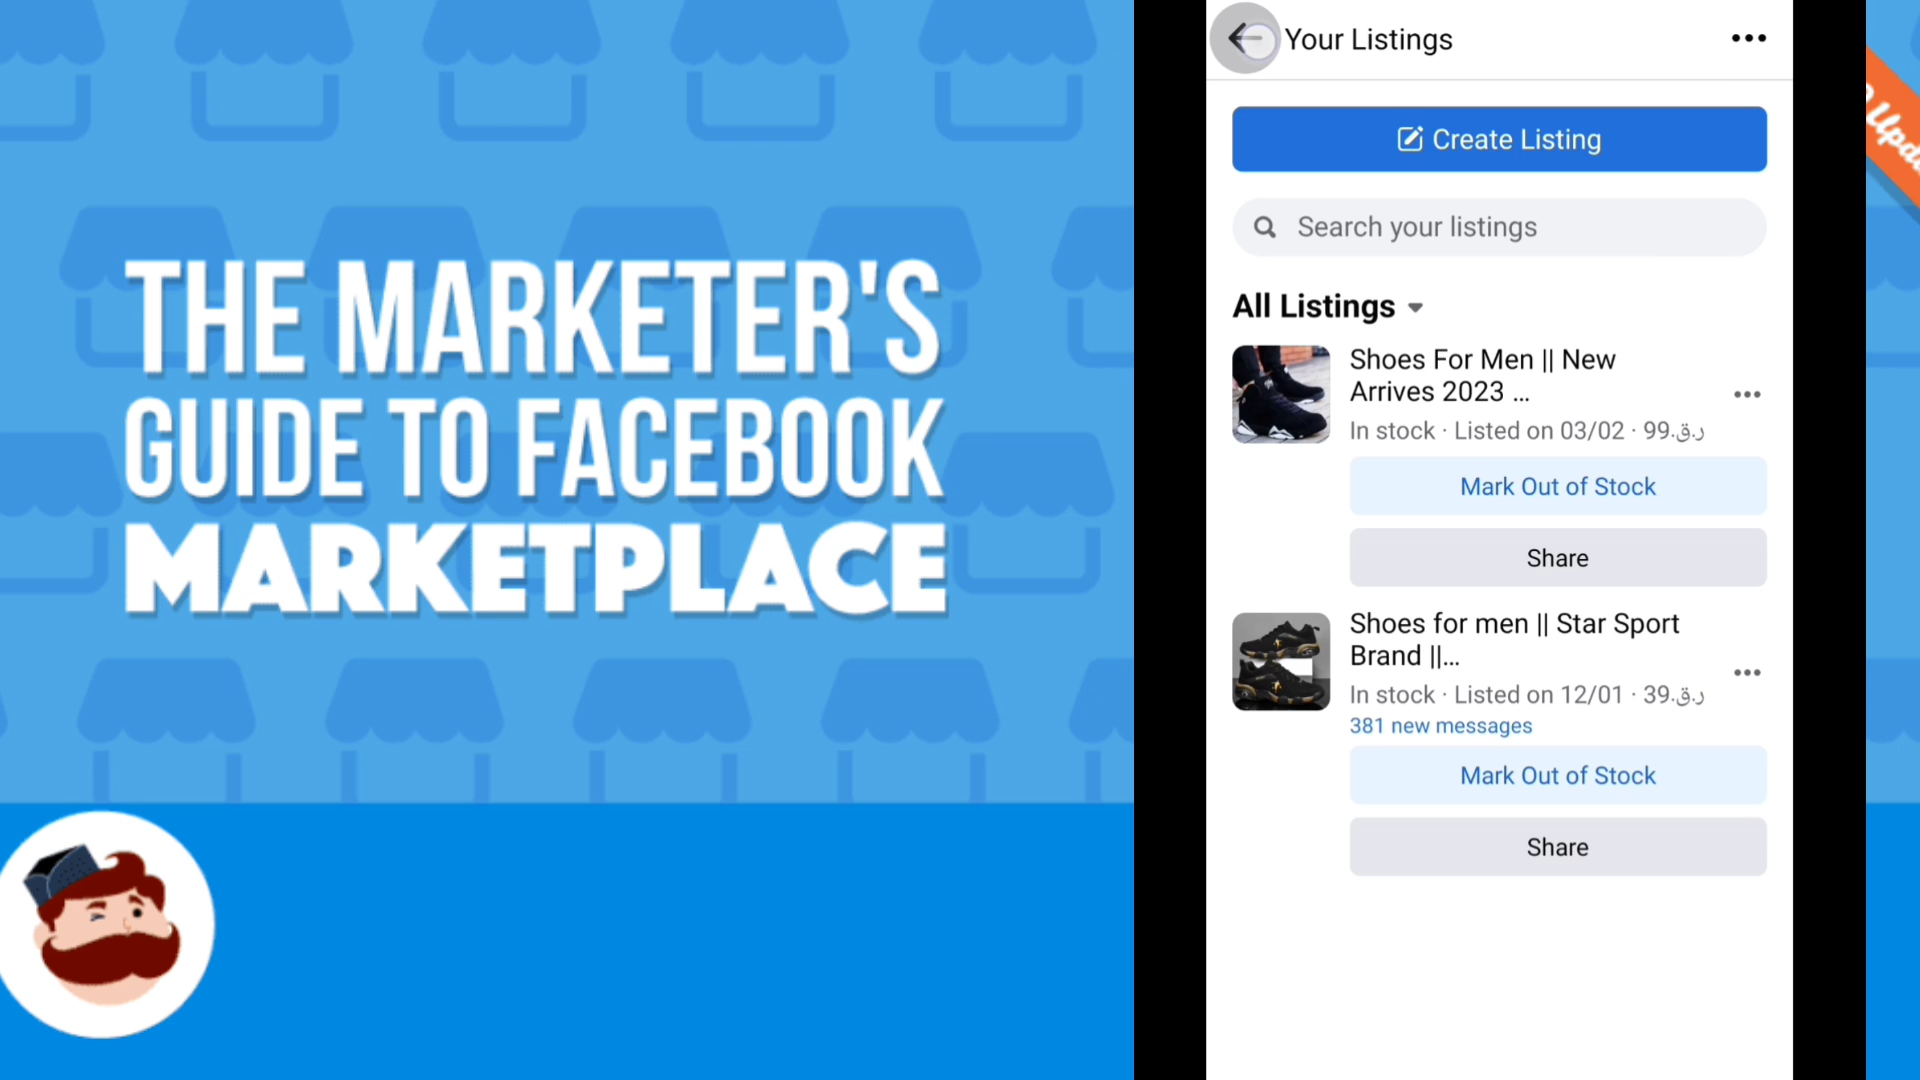 THE MARKETER'S
GUIDE TO FACEBOOK
MARKETPLACE
Your Listings
Create Listing
Search your listings
All Listings
Shoes For Men || New
Arrives 2023 ...
In stock · Listed on 03/02 · 99.ر.ق
Mark Out of Stock
Share
Shoes for men || Star Sport
Brand ||...
In stock · Listed on 12/01 · 39.ر.ق
381 new messages
Mark Out of Stock
Share